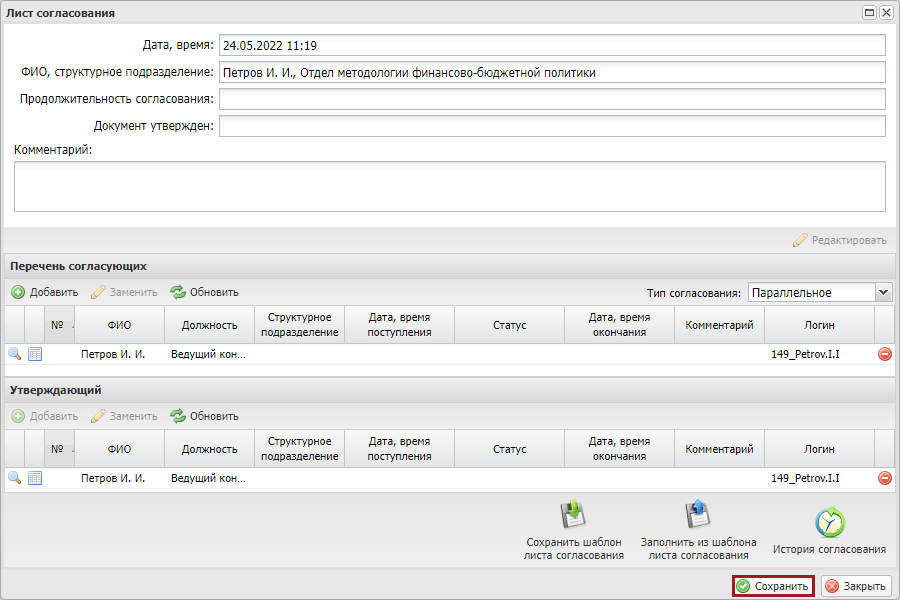 Лист согласования
Дата, время: 24.05.2022 11:19
ФИО, структурное подразделение: Петров И. И., Отдел методологии финансово-бюджетной политики
Продолжительность согласования:
Документ утвержден:
Комментарий:
Редактировать
Перечень согласующих
Добавить Заменить Обновить Тип согласования: Параллельное
№ ФИО Должность Структурное подразделение Дата, время поступления Статус Дата, время окончания Комментарий Логин
Петров И. И. Ведущий кон... 149_Petrov.I.I
Утверждающий
Добавить Заменить Обновить
№ ФИО Должность Структурное подразделение Дата, время поступления Статус Дата, время окончания Комментарий Логин
Петров И. И. Ведущий кон... 149_Petrov.I.I
Сохранить шаблон листа согласования
Заполнить из шаблона листа согласования
История согласования
Сохранить Закрыть